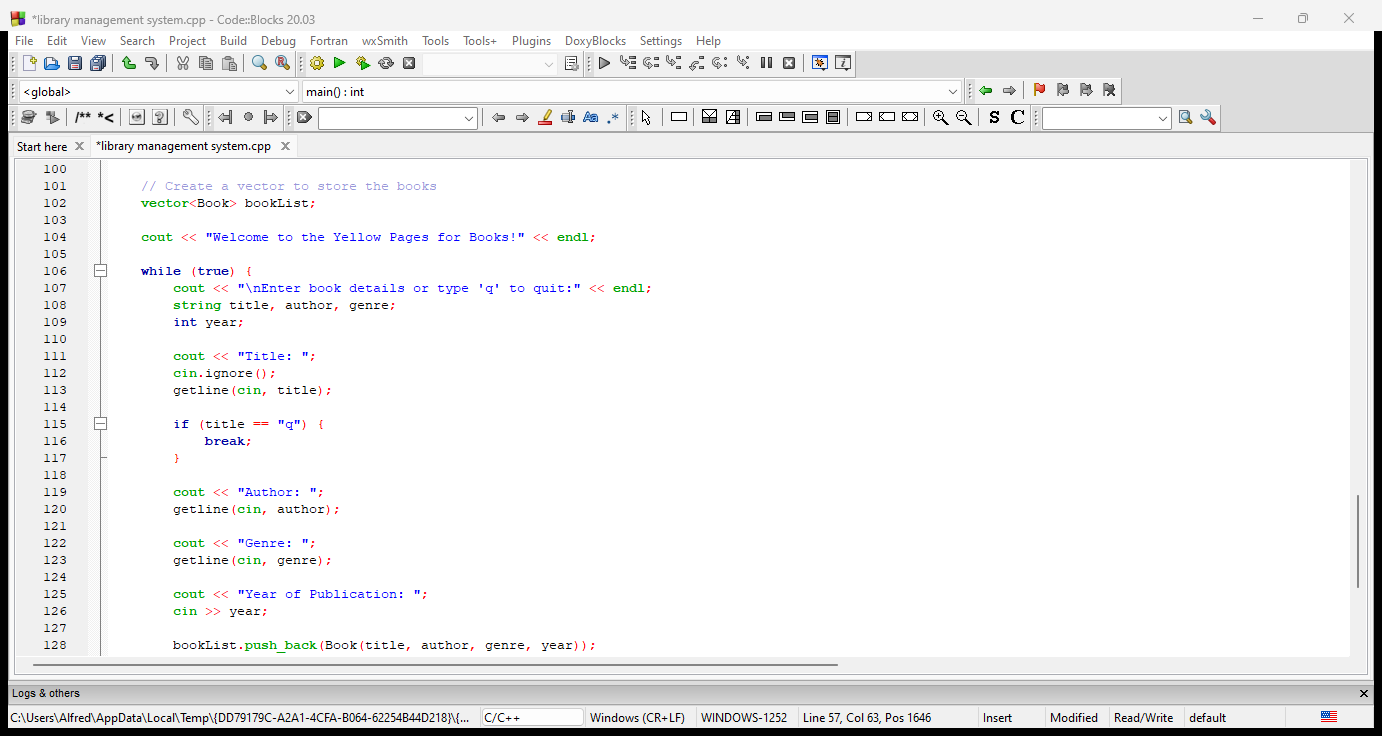 *library management system.cpp - Code::Blocks 20.03
File Edit View Search Project Build Debug Fortran wxSmith Tools Tools+ Plugins DoxyBlocks Settings Help
<global> main() : int
/** *< Aa .* S C
Start here *library management system.cpp
100
101 // Create a vector to store the books
102 vector<Book> bookList;
103
104 cout << "Welcome to the Yellow Pages for Books!" << endl;
105
106 while (true) {
107 cout << "\nEnter book details or type 'q' to quit:" << endl;
108 string title, author, genre;
109 int year;
110
111 cout << "Title: ";
112 cin.ignore();
113 getline(cin, title);
114
115 if (title == "q") {
116 break;
117 }
118
119 cout << "Author: ";
120 getline(cin, author);
121
122 cout << "Genre: ";
123 getline(cin, genre);
124
125 cout << "Year of Publication: ";
126 cin >> year;
127
128 bookList.push_back(Book(title, author, genre, year));
Logs & others
C:\Users\Alfred\AppData\Local\Temp\{DD79179C-A2A1-4CFA-B064-62254B44D218}\{... C/C++ Windows (CR+LF) WINDOWS-1252 Line 57, Col 63, Pos 1646 Insert Modified Read/Write default